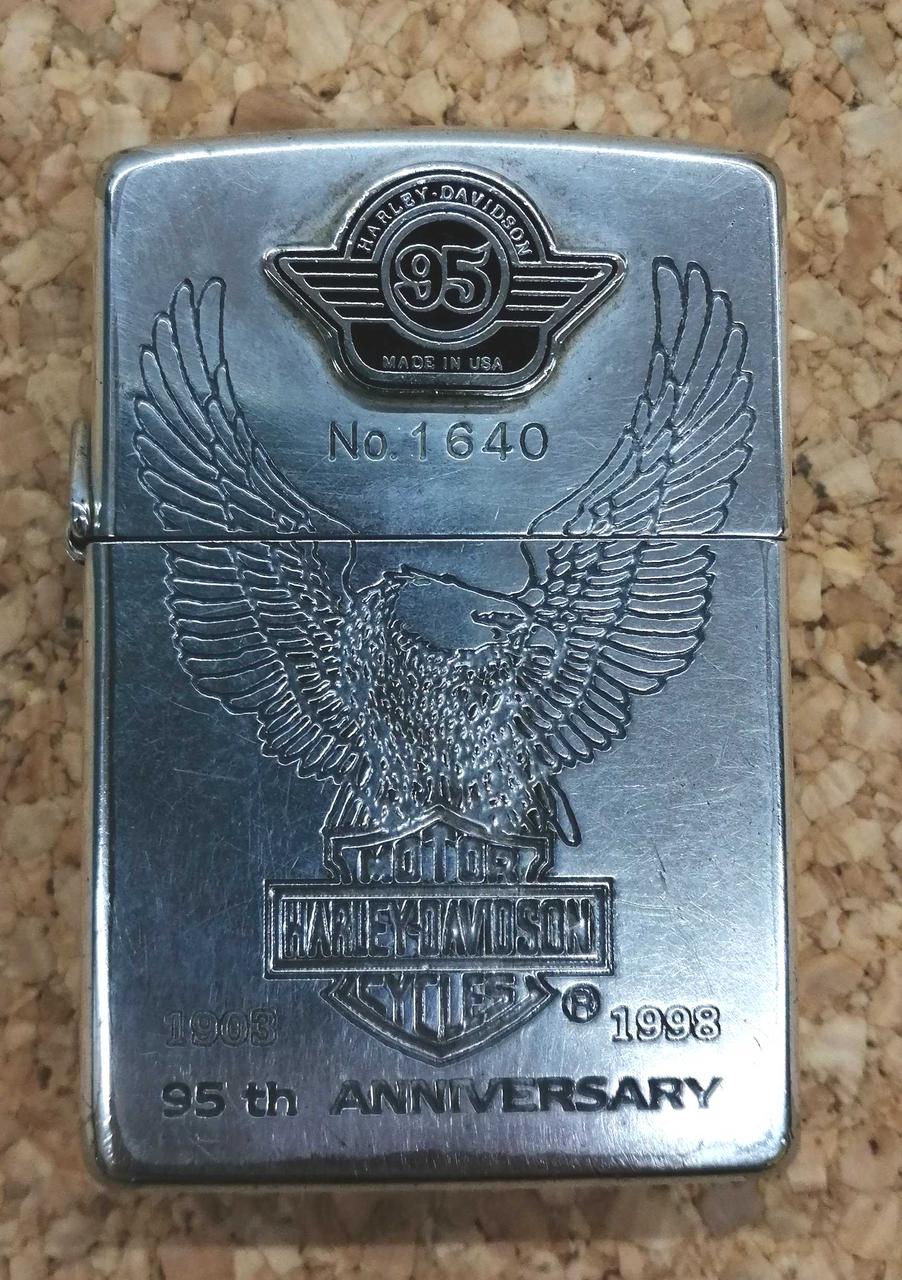 HARLEY-DAVIDSON
95
MADE IN USA
No.1640
MOTOR
HARLEY-DAVIDSON
CYCLES
®
1903 1998
95 th ANNIVERSARY